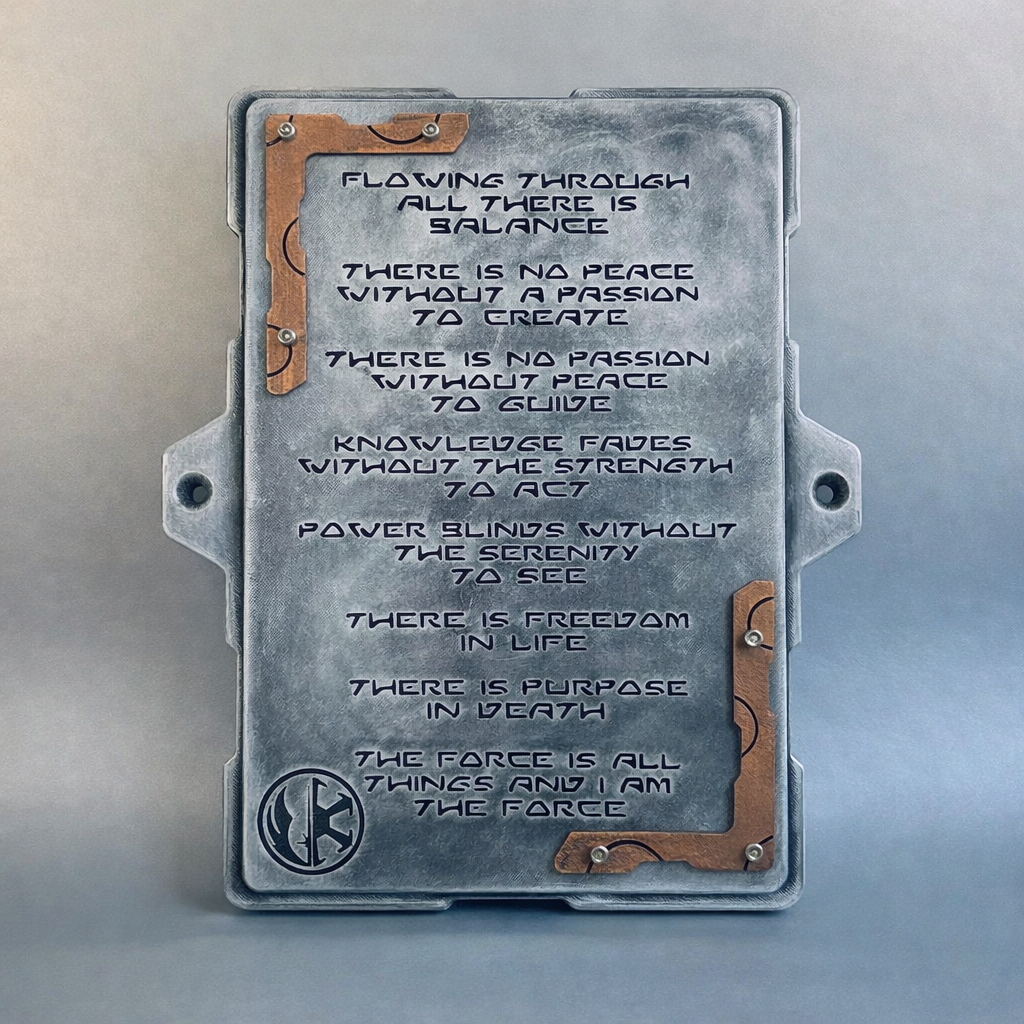 FLOWING THROUGH
ALL THERE IS
BALANCE
THERE IS NO PEACE
WITHOUT A PASSION
TO CREATE
THERE IS NO PASSION
WITHOUT PEACE
TO GUIDE
KNOWLEDGE FADES
WITHOUT THE STRENGTH
TO ACT
POWER BLINDS WITHOUT
THE SERENITY
TO SEE
THERE IS FREEDOM
IN LIFE
THERE IS PURPOSE
IN DEATH
THE FORCE IS ALL
THINGS AND I AM
THE FORCE